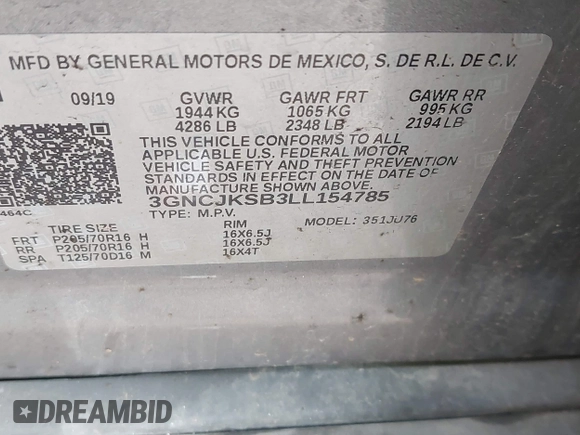 MFD BY GENERAL MOTORS DE MEXICO, S. DE R.L. DE C.V.
09/19 GVWR GAWR FRT GAWR RR
1944 KG 1065 KG 995 KG
4286 LB 2348 LB 2194 LB
THIS VEHICLE CONFORMS TO ALL
APPLICABLE U.S. FEDERAL MOTOR
VEHICLE SAFETY AND THEFT PREVENTION
STANDARDS IN EFFECT ON THE DATE OF
MANUFACTURE SHOWN ABOVE.
3GNCJKSB3LL154785
TYPE: M.P.V. MODEL: 351JU76
464C
TIRE SIZE RIM
FRT P205/70R16 H 16X6.5J
RR P205/70R16 H 16X6.5J
SPA T125/70D16 M 16X4T
DREAMBID